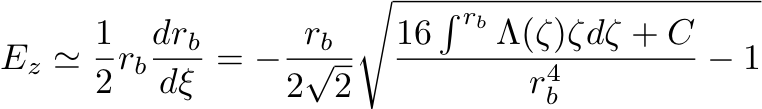 $E_z \simeq \frac{1}{2} r_b \frac{dr_b}{d\xi} = -\frac{r_b}{2\sqrt{2}} \sqrt{\frac{16 \int^{r_b} \Lambda(\zeta) \zeta d\zeta + C}{r_b^4} - 1}$